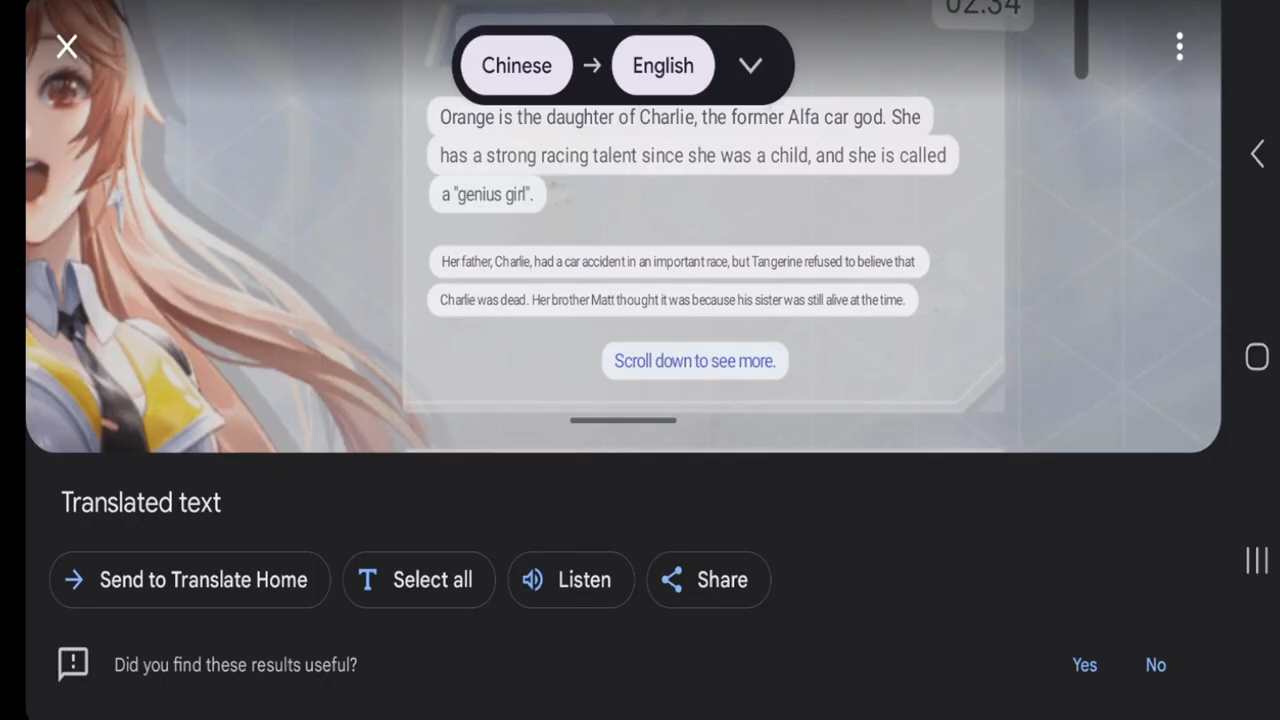 02:34
Chinese → English
Orange is the daughter of Charlie, the former Alfa car god. She
has a strong racing talent since she was a child, and she is called
a "genius girl".
Her father, Charlie, had a car accident in an important race, but Tangerine refused to believe that
Charlie was dead. Her brother Matt thought it was because his sister was still alive at the time.
Scroll down to see more.
Translated text
Send to Translate Home
Select all
Listen
Share
Did you find these results useful?
Yes
No